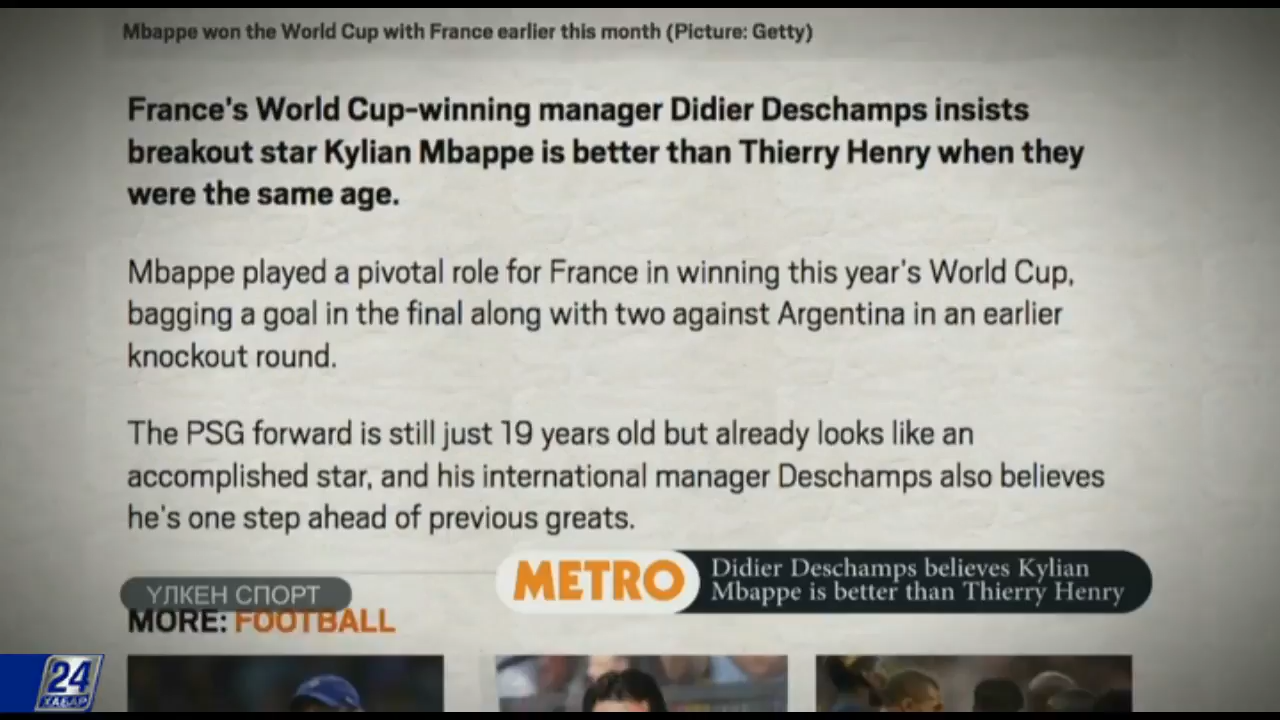 Mbappe won the World Cup with France earlier this month (Picture: Getty)
France's World Cup-winning manager Didier Deschamps insists
breakout star Kylian Mbappe is better than Thierry Henry when they
were the same age.
Mbappe played a pivotal role for France in winning this year's World Cup,
bagging a goal in the final along with two against Argentina in an earlier
knockout round.
The PSG forward is still just 19 years old but already looks like an
accomplished star, and his international manager Deschamps also believes
he's one step ahead of previous greats.
METRO
Didier Deschamps believes Kylian
Mbappe is better than Thierry Henry
ҮЛКЕН СПОРТ
MORE: FOOTBALL
24
ХАБАР